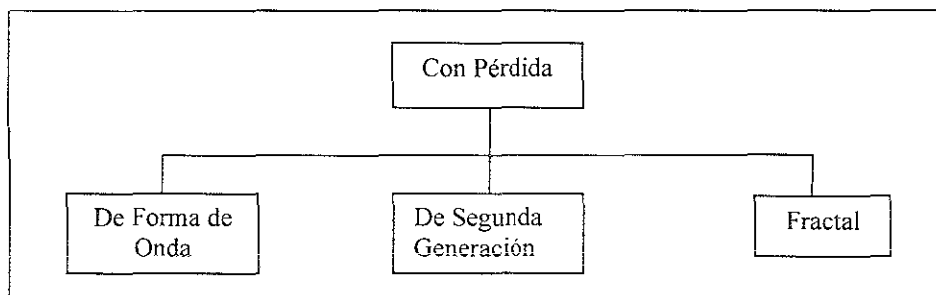 Con Pérdida
De Forma de
Onda
De Segunda
Generación
Fractal